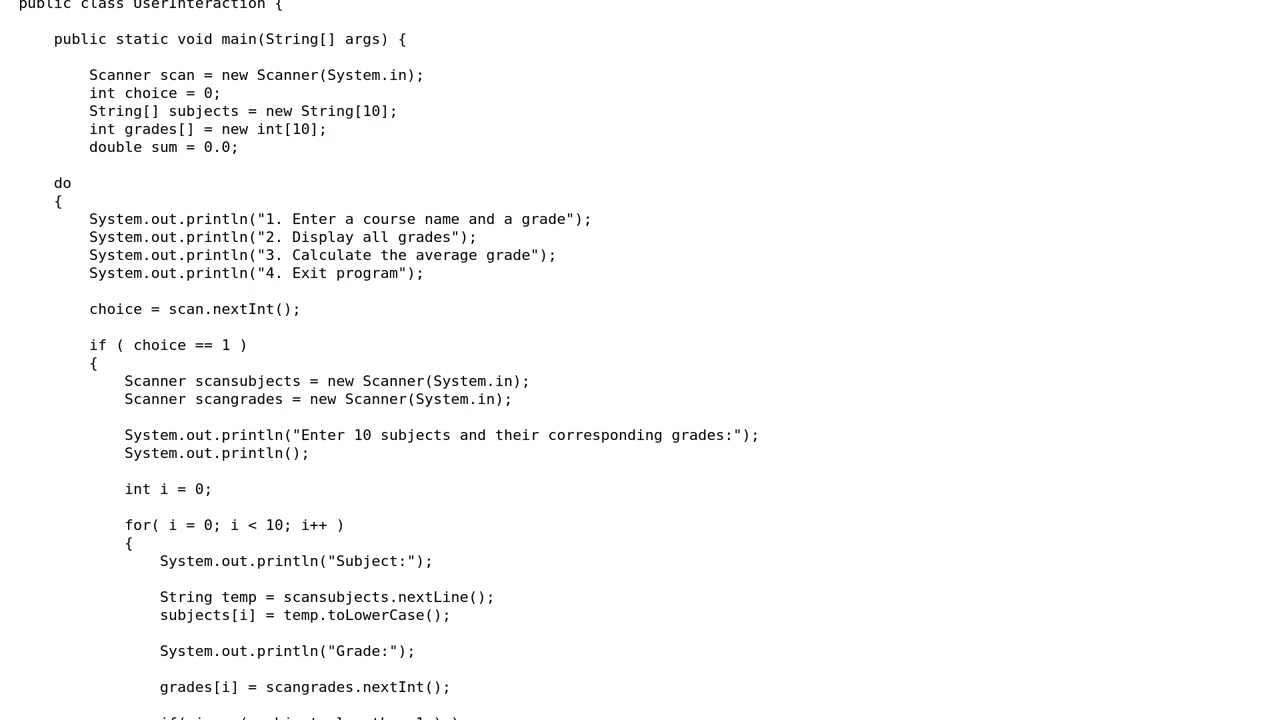 public class UserInteraction {
public static void main(String[] args) {
Scanner scan = new Scanner(System.in);
int choice = 0;
String[] subjects = new String[10];
int grades[] = new int[10];
double sum = 0.0;
do
{
System.out.println("1. Enter a course name and a grade");
System.out.println("2. Display all grades");
System.out.println("3. Calculate the average grade");
System.out.println("4. Exit program");
choice = scan.nextInt();
if ( choice == 1 )
{
Scanner scansubjects = new Scanner(System.in);
Scanner scangrades = new Scanner(System.in);
System.out.println("Enter 10 subjects and their corresponding grades:");
System.out.println();
int i = 0;
for( i = 0; i < 10; i++ )
{
System.out.println("Subject:");
String temp = scansubjects.nextLine();
subjects[i] = temp.toLowerCase();
System.out.println("Grade:");
grades[i] = scangrades.nextInt();